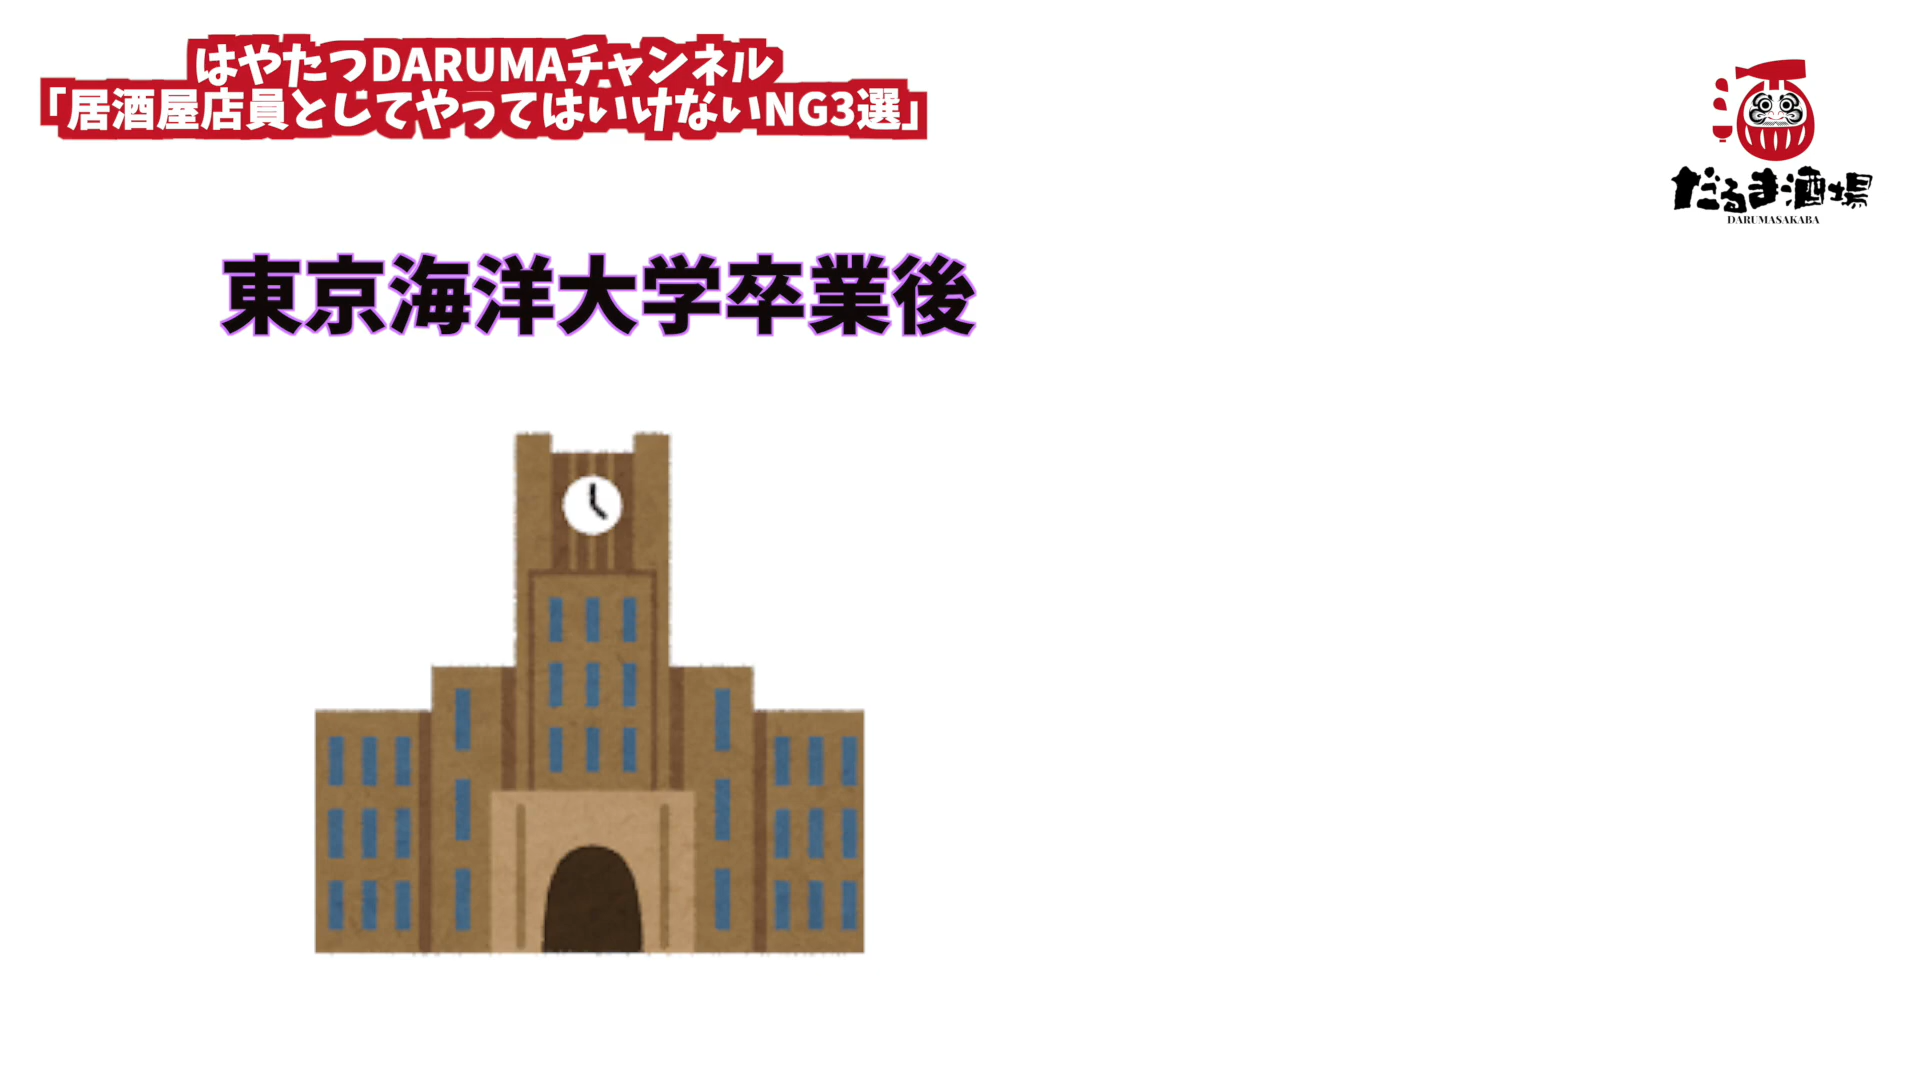 はやたつDARUMAチャンネル
「居酒屋店員としてやってはいけないNG3選」
だるま酒場
DARUMASAKABA
東京海洋大学卒業後